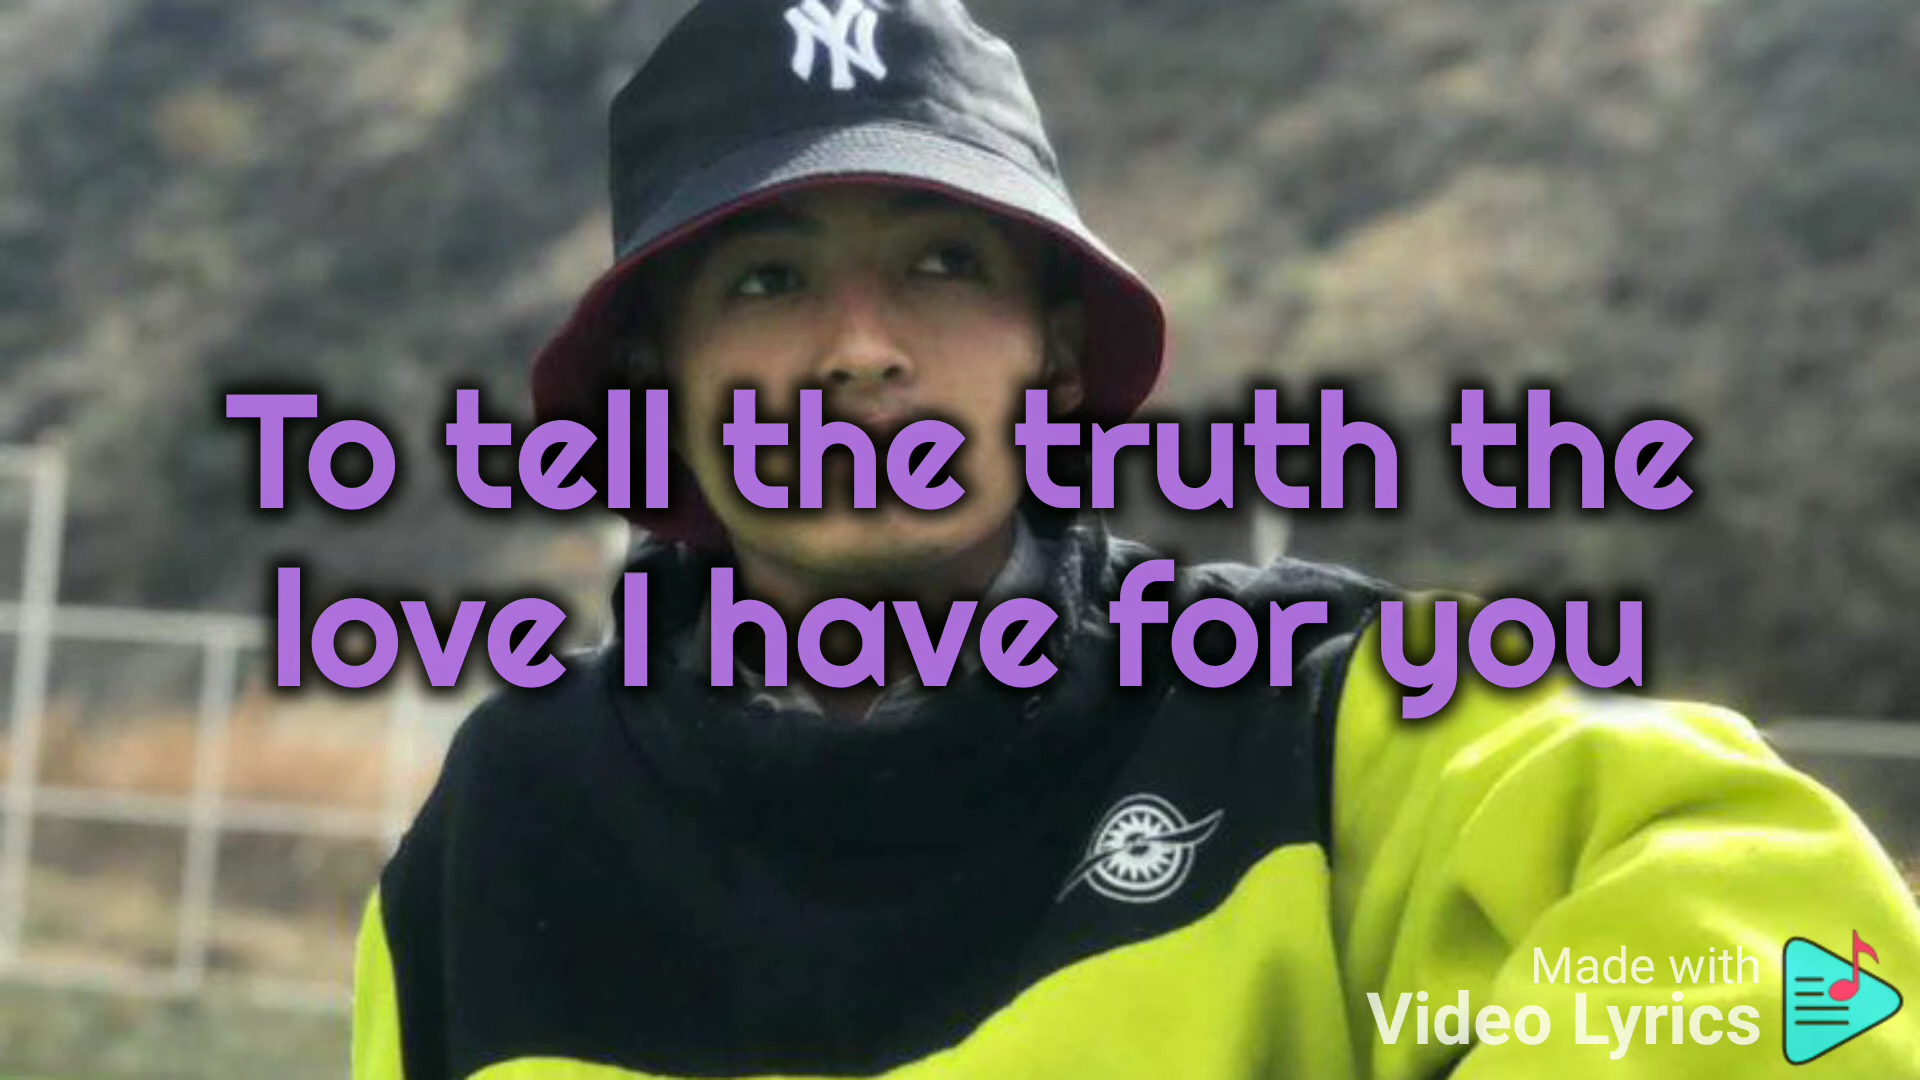 NY
To tell the truth the
love I have for you
Made with
Video Lyrics